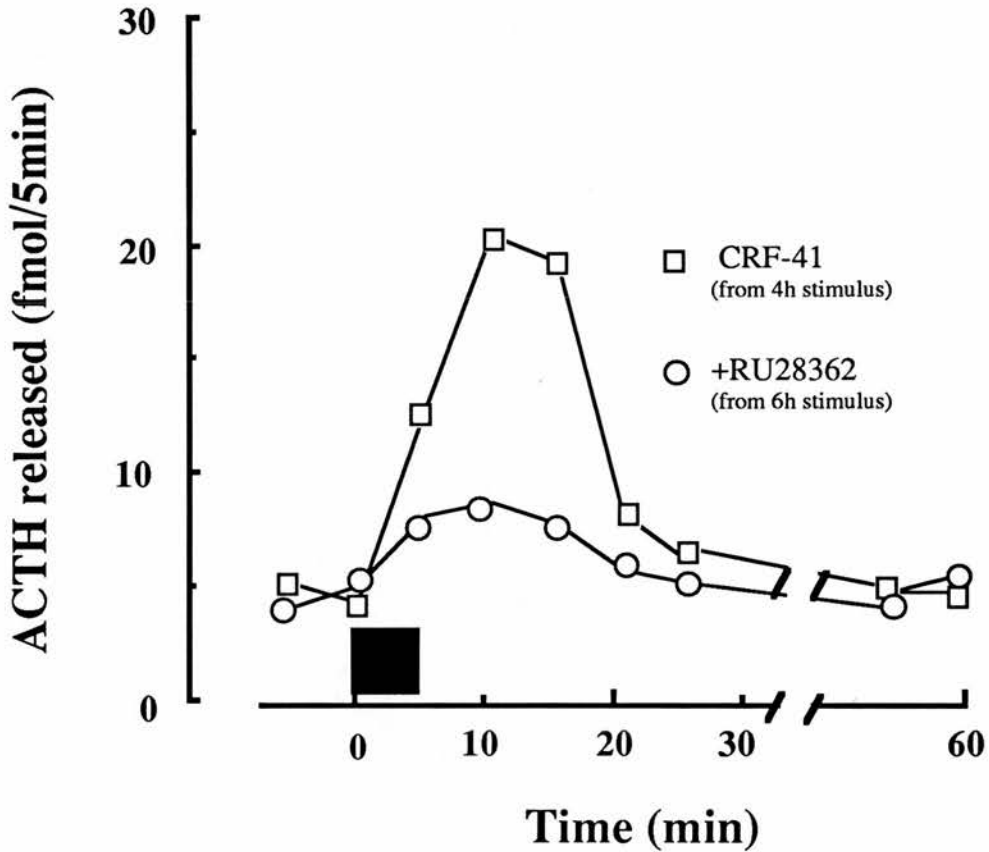 ACTH released (fmol/5min)
30
20
10
0
CRF-41
(from 4h stimulus)
+RU28362
(from 6h stimulus)
0 10 20 30 60
Time (min)